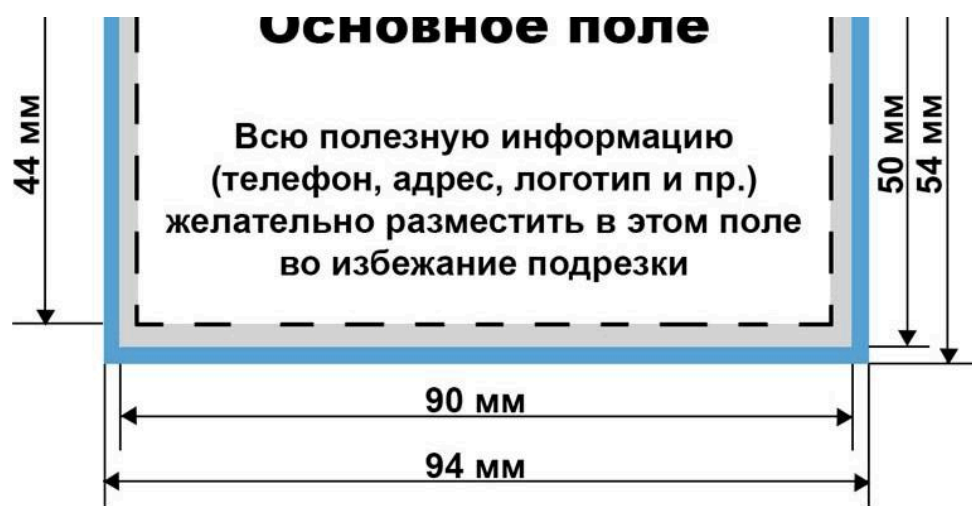 Основное поле
Всю полезную информацию
(телефон, адрес, логотип и пр.)
желательно разместить в этом поле
во избежание подрезки
44 мм
50 мм
54 мм
90 мм
94 мм